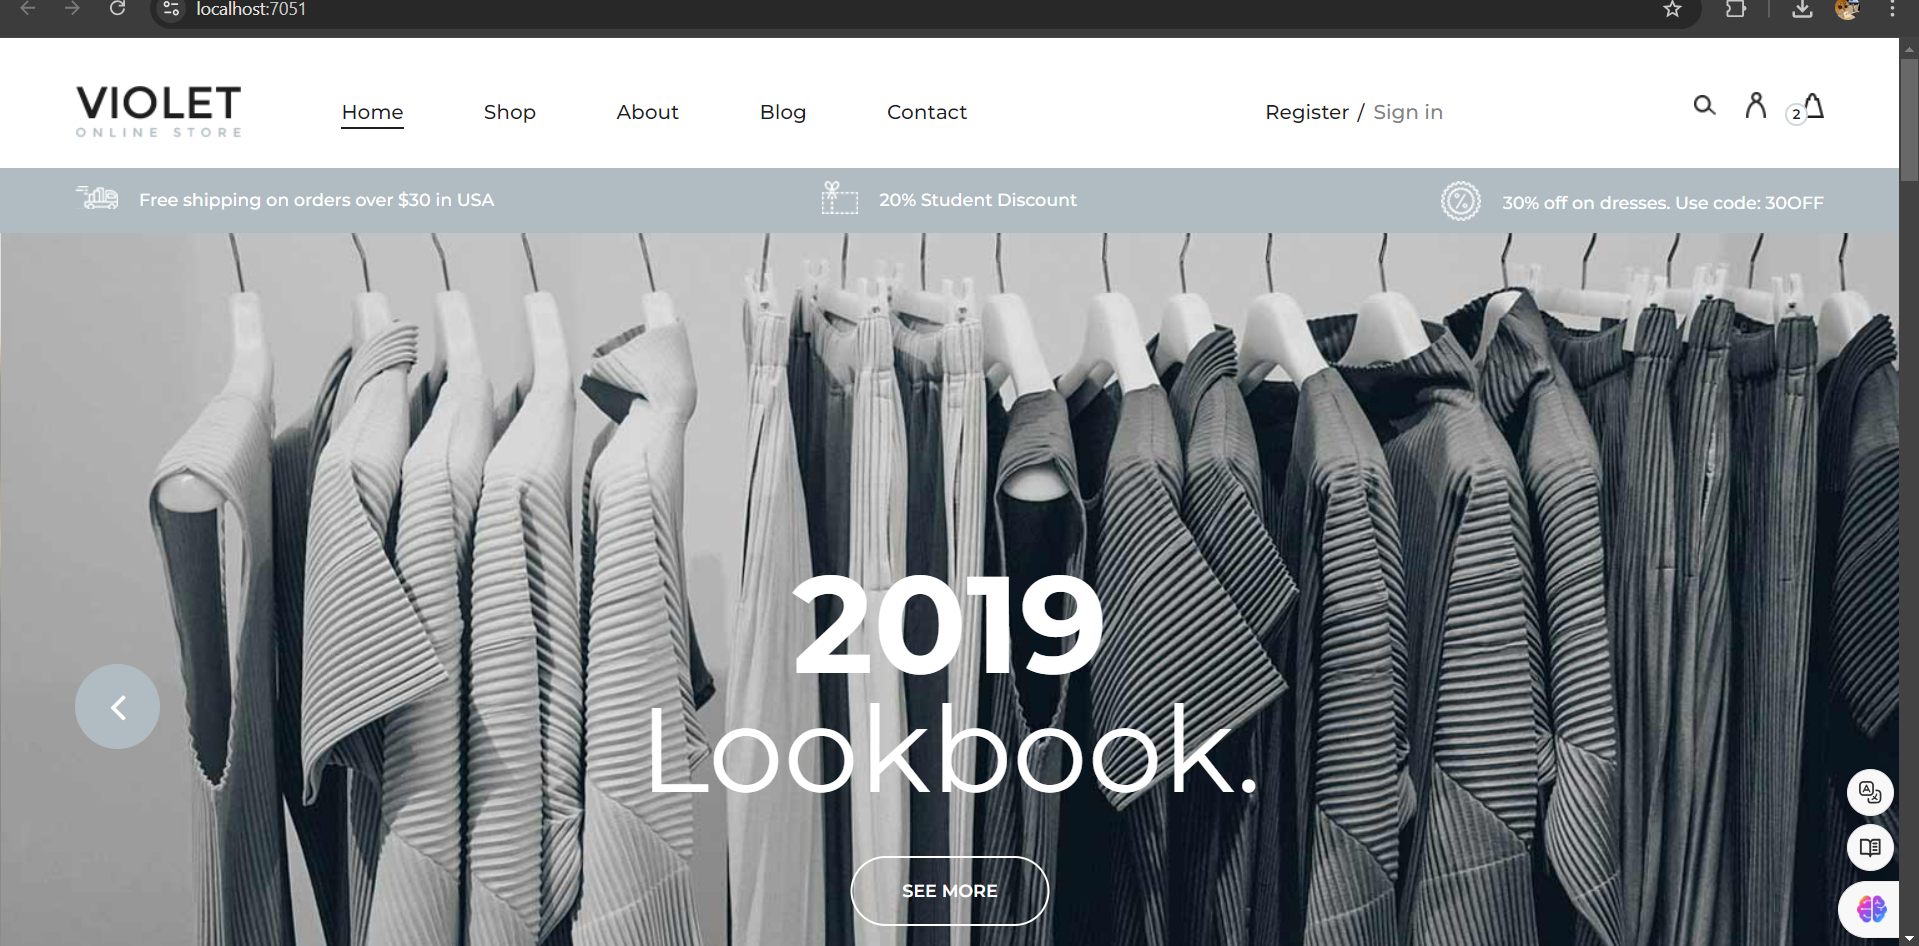 localhost:7051
VIOLET
ONLINE STORE
Home
Shop
About
Blog
Contact
Register / Sign in
2
Free shipping on orders over $30 in USA
20% Student Discount
30% off on dresses. Use code: 30OFF
2019
Lookbook.
SEE MORE